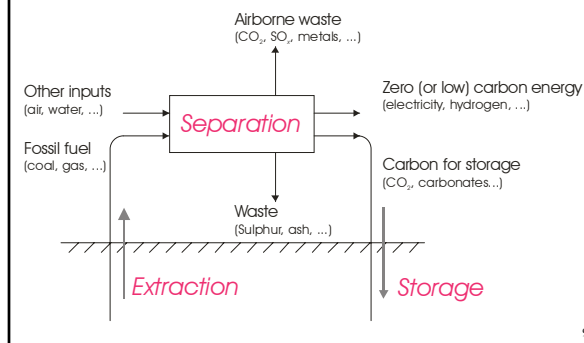 Airborne waste
(CO₂, SO₂, metals, ...)
Other inputs
(air, water, ...)
Zero (or low) carbon energy
(electricity, hydrogen, ...)
Separation
Fossil fuel
(coal, gas, ...)
Carbon for storage
(CO₂, carbonates...)
Waste
(Sulphur, ash, ...)
Extraction
Storage